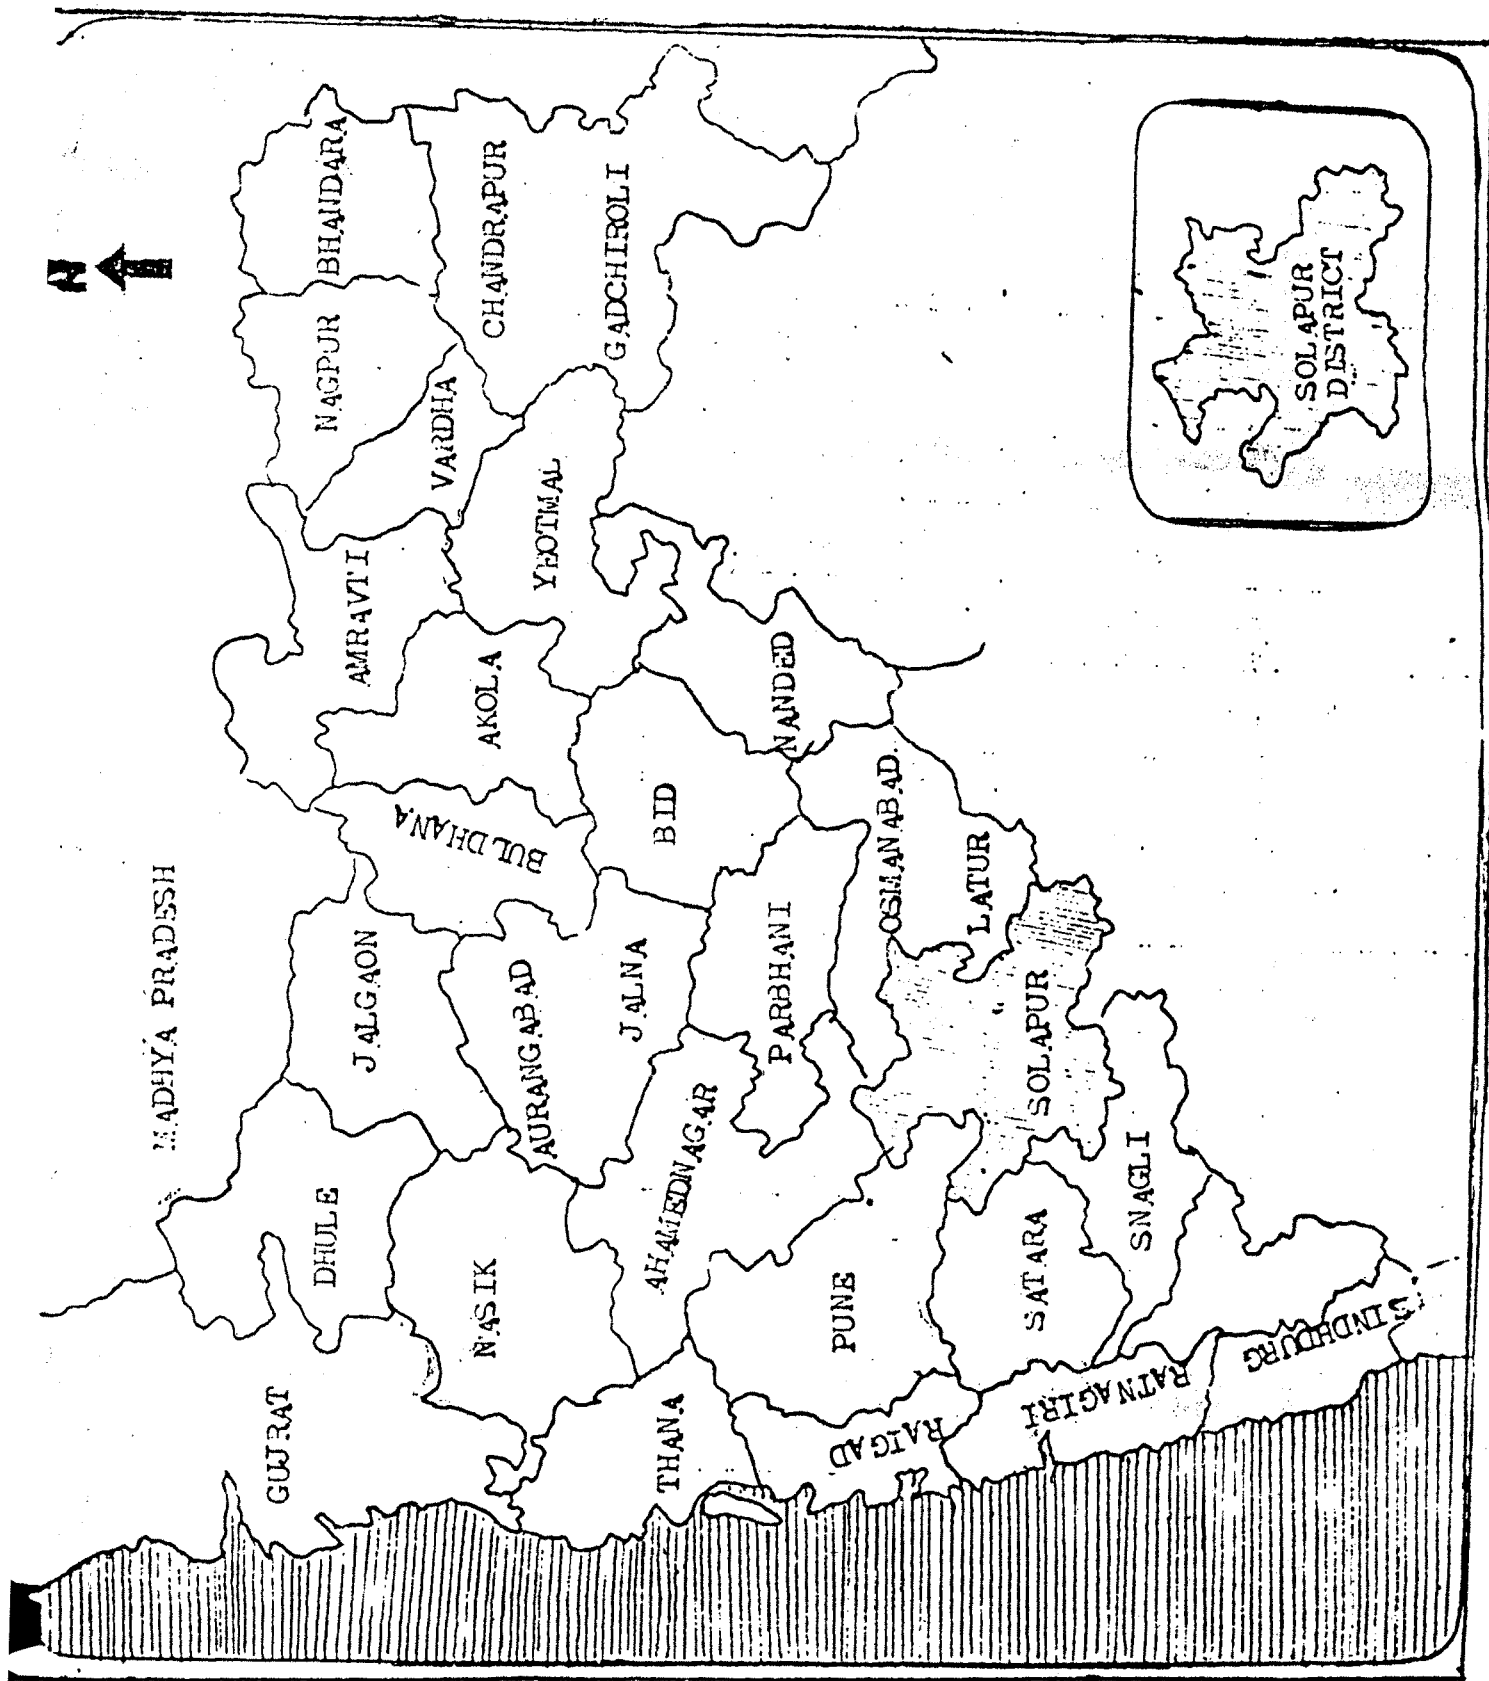 N
MADHYA PRADESH
GUJRAT
DHULE
JALGAON
BULDHANA
AMRAVTI
NAGPUR
BHANDARA
VARDHA
AKOLA
YEOTMAL
CHANDRAPUR
GADCHIROLI
NASIK
AURANGABAD
JALNA
BID
NANDED
THANA
AHAMEDNAGAR
PARBHANI
OSMANABAD.
LATUR
PUNE
RAIGAD
SATARA
SOLAPUR
SNAGLI
RATNAGIRI
SINDHDURG
SOLAPUR
DISTRICT